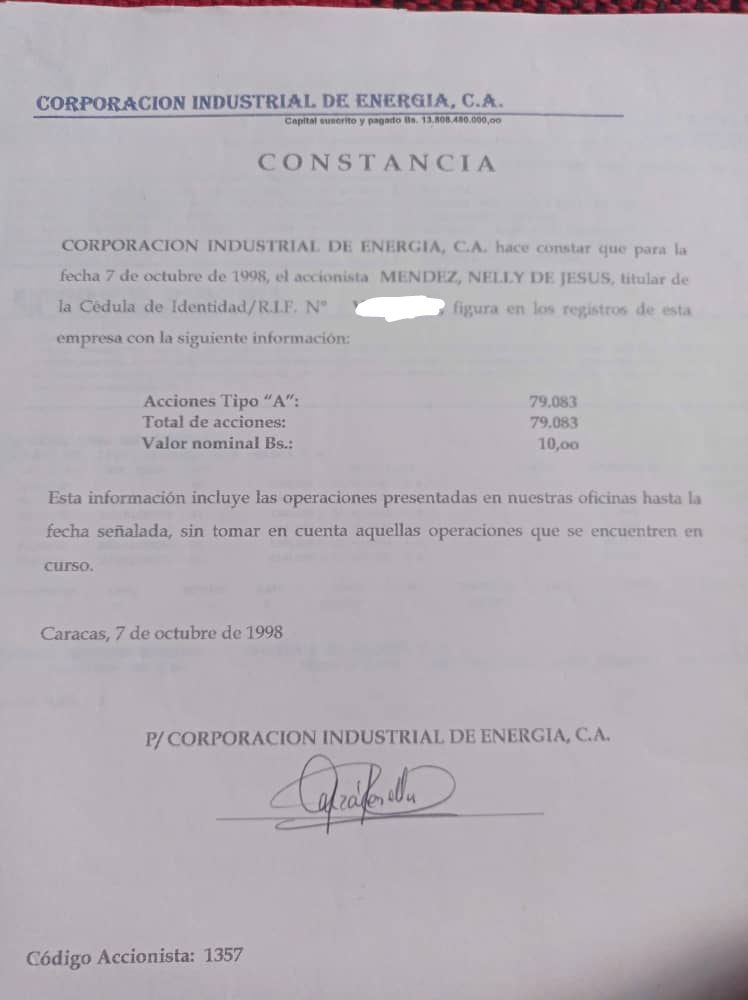 CORPORACION INDUSTRIAL DE ENERGIA, C.A.
Capital suscrito y pagado Bs. 13.808.480.000,oo
CONSTANCIA
CORPORACION INDUSTRIAL DE ENERGIA, C.A. hace constar que para la
fecha 7 de octubre de 1998, el accionista MENDEZ, NELLY DE JESUS, titular de
la Cédula de Identidad/R.I.F. N° , figura en los registros de esta
empresa con la siguiente información:
Acciones Tipo “A”: 79.083
Total de acciones: 79.083
Valor nominal Bs.: 10,oo
Esta información incluye las operaciones presentadas en nuestras oficinas hasta la
fecha señalada, sin tomar en cuenta aquellas operaciones que se encuentren en
curso.
Caracas, 7 de octubre de 1998
P/ CORPORACION INDUSTRIAL DE ENERGIA, C.A.
Código Accionista: 1357